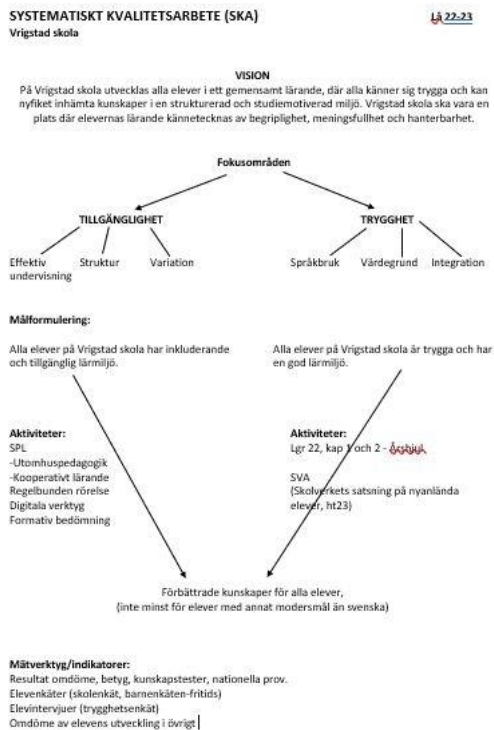 SYSTEMATISKT KVALITETSARBETE (SKA)
Lå 22-23
Vrigstad skola
VISION
På Vrigstad skola utvecklas alla elever i ett gemensamt lärande, där alla känner sig trygga och kan
nyfiket inhämta kunskaper i en strukturerad och studiemotiverad miljö. Vrigstad skola ska vara en
plats där elevernas lärande kännetecknas av begriplighet, meningsfullhet och hanterbarhet.
Fokusområden
TILLGÄNGLIGHET
TRYGGHET
Effektiv
undervisning
Struktur
Variation
Språkbruk
Värdegrund
Integration
Målformulering:
Alla elever på Vrigstad skola har inkluderande
och tillgänglig lärmiljö.
Alla elever på Vrigstad skola är trygga och har
en god lärmiljö.
Aktiviteter:
SPL
-Utomhuspedagogik
-Kooperativt lärande
Regelbunden rörelse
Digitala verktyg
Formativ bedömning
Aktiviteter:
Lgr 22, kap 1 och 2 - Årshjul
SVA
(Skolverkets satsning på nyanlända
elever, ht23)
Förbättrade kunskaper för alla elever,
(inte minst för elever med annat modersmål än svenska)
Mätverktyg/indikatorer:
Resultat omdöme, betyg, kunskapstester, nationella prov.
Elevenkäter (skolenkät, barnenkäten-fritids)
Elevintervjuer (trygghetsenkät)
Omdöme av elevens utveckling i övrigt